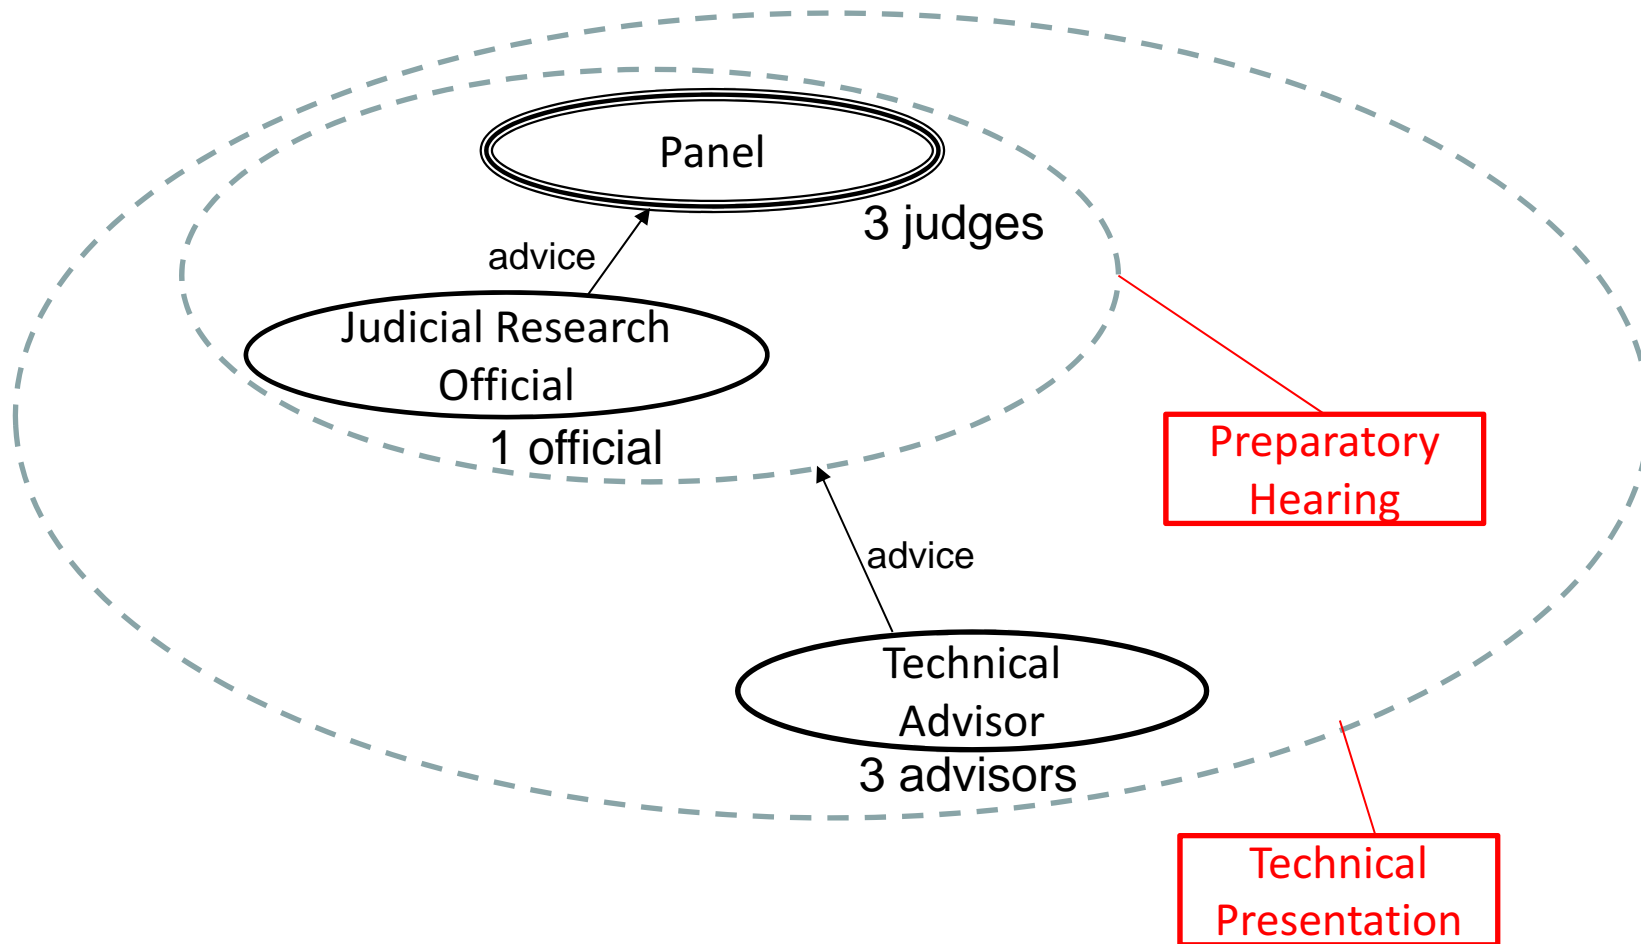 Panel
3 judges
advice
Judicial Research
Official
1 official
Preparatory
Hearing
advice
Technical
Advisor
3 advisors
Technical
Presentation